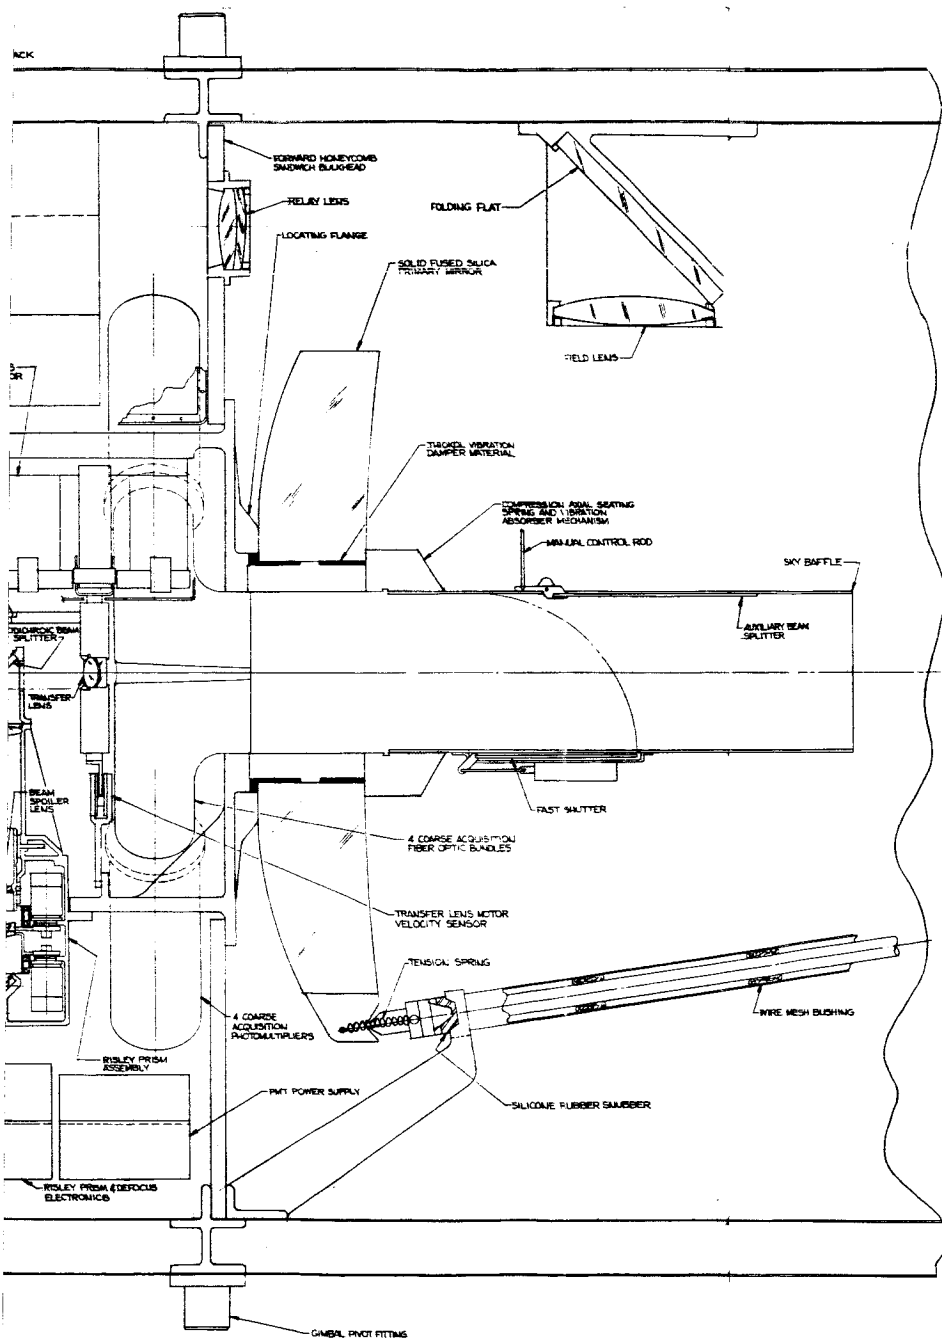 ACK
FORWARD HONEYCOMB
SANDWICH BULKHEAD
RELAY LENS
FOLDING FLAT
LOCATING FLANGE
SOLID FUSED SILICA
PRIMARY MIRROR
FIELD LENS
OR
THIOKOL VIBRATION
DAMPER MATERIAL
COMPRESSION AXIAL SEATING
SPRING AND VIBRATION
ABSORBER MECHANISM
MANUAL CONTROL ROD
SKY BAFFLE
DICHROIC BEAM
SPLITTER
AUXILIARY BEAM
SPLITTER
TRANSFER
LENS
BEAM
SPOILER
LENS
FAST SHUTTER
4 COARSE ACQUISITION
FIBER OPTIC BUNDLES
TRANSFER LENS MOTOR
VELOCITY SENSOR
TENSION SPRING
4 COARSE
ACQUISITION
PHOTOMULTIPLIERS
WIRE MESH BUSHING
RISLEY PRISM
ASSEMBLY
PMT POWER SUPPLY
SILICONE RUBBER SNUBBER
RISLEY PRISM & DEFOCUS
ELECTRONICS
GIMBAL PIVOT FITTING